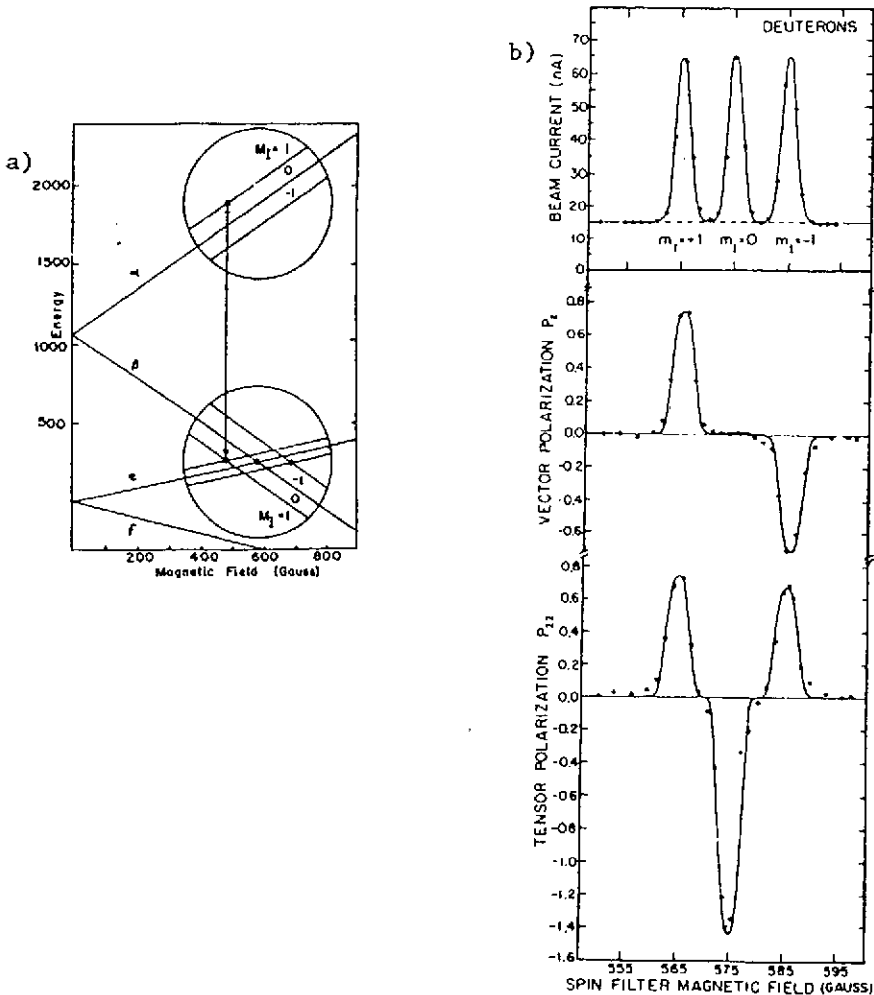 a)
M_I = 1
0
-1
2000
1500
1000
500
Energy
α
β
e
f
-1
0
M_I = 1
200
400
600
800
Magnetic Field (Gauss)
b)
DEUTERONS
70
60
50
40
30
20
10
0
BEAM CURRENT (nA)
m_I=+1
m_I=0
m_I=-1
0.8
0.6
0.4
0.2
0.0
-0.2
-0.4
-0.6
VECTOR POLARIZATION P_Z
0.8
0.6
0.4
0.2
0.0
-0.2
-0.4
-0.6
-0.8
-1.0
-1.2
-1.4
-1.6
TENSOR POLARIZATION P_ZZ
555
565
575
585
595
SPIN FILTER MAGNETIC FIELD (GAUSS)